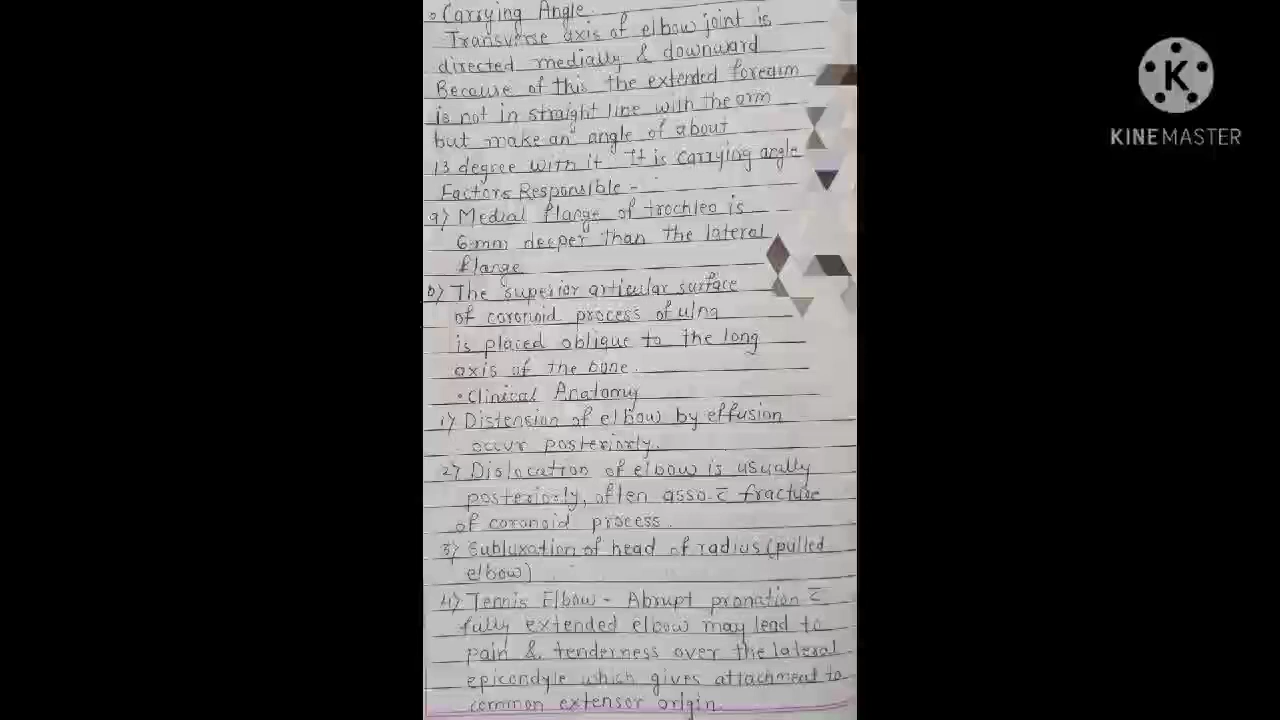 • Carrying Angle
Transverse axis of elbow joint is
directed medially & downward
Because of this the extended forearm
is not in straight line with the arm
but make an angle of about
13 degree with it It is carrying angle
Factors Responsible -
a) Medial flange of trochlea is
6 mm deeper than the lateral
flange
b) The superior articular surface
of coronoid process of ulna
is placed oblique to the long
axis of the bone.
• Clinical Anatomy
1) Distension of elbow by effusion
occur posteriorly.
2) Dislocation of elbow is usually
posteriorly, often asso. c̄ fracture
of coronoid process.
3) Subluxation of head of radius (pulled
elbow)
4) Tennis Elbow - Abrupt pronation c̄
fully extended elbow may lead to
pain & tenderness over the lateral
epicondyle which gives attachment to
common extensor origin.
K
KINEMASTER